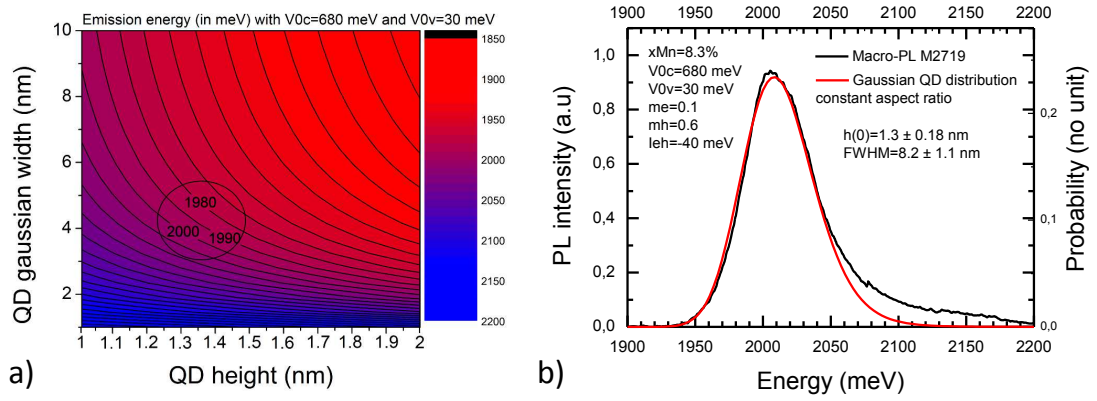 Emission energy (in meV) with V0c=680 meV and V0v=30 meV
QD gaussian width (nm)
10
8
6
4
2
1980
2000
1990
1 1.1 1.2 1.3 1.4 1.5 1.6 1.7 1.8 1.9 2
QD height (nm)
1850
1900
1950
2000
2050
2100
2150
2200
a)
1900 1950 2000 2050 2100 2150 2200
PL intensity (a.u)
1,0
0,8
0,6
0,4
0,2
0,0
xMn=8.3%
V0c=680 meV
V0v=30 meV
me=0.1
mh=0.6
Ieh=-40 meV
Macro-PL M2719
Gaussian QD distribution
constant aspect ratio
h(0)=1.3 ± 0.18 nm
FWHM=8.2 ± 1.1 nm
0,2
0,1
0,0
Probability (no unit)
1900 1950 2000 2050 2100 2150 2200
Energy (meV)
b)